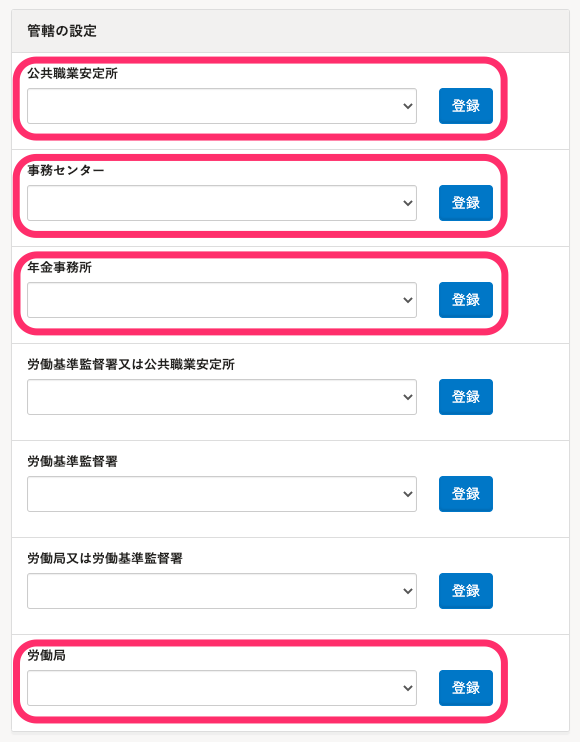 管轄の設定
公共職業安定所
登録
事務センター
登録
年金事務所
登録
労働基準監督署又は公共職業安定所
登録
労働基準監督署
登録
労働局又は労働基準監督署
登録
労働局
登録